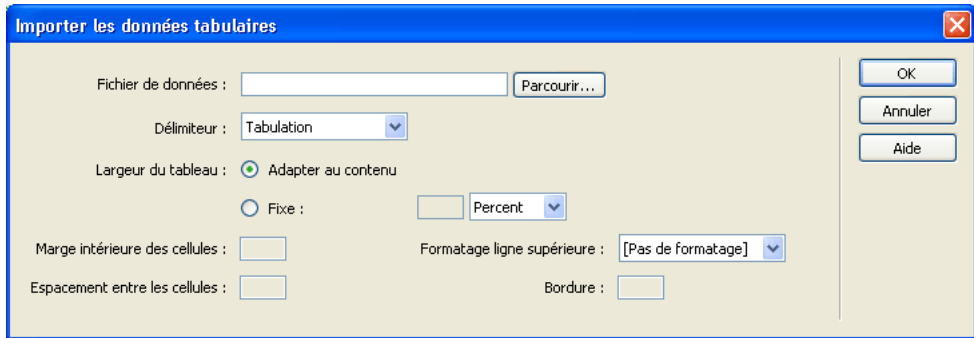 Importer les données tabulaires
Fichier de données : Parcourir... OK
Délimiteur : Tabulation Annuler
Largeur du tableau : Adapter au contenu Aide
Fixe : Percent
Marge intérieure des cellules : Formatage ligne supérieure : [Pas de formatage]
Espacement entre les cellules : Bordure :